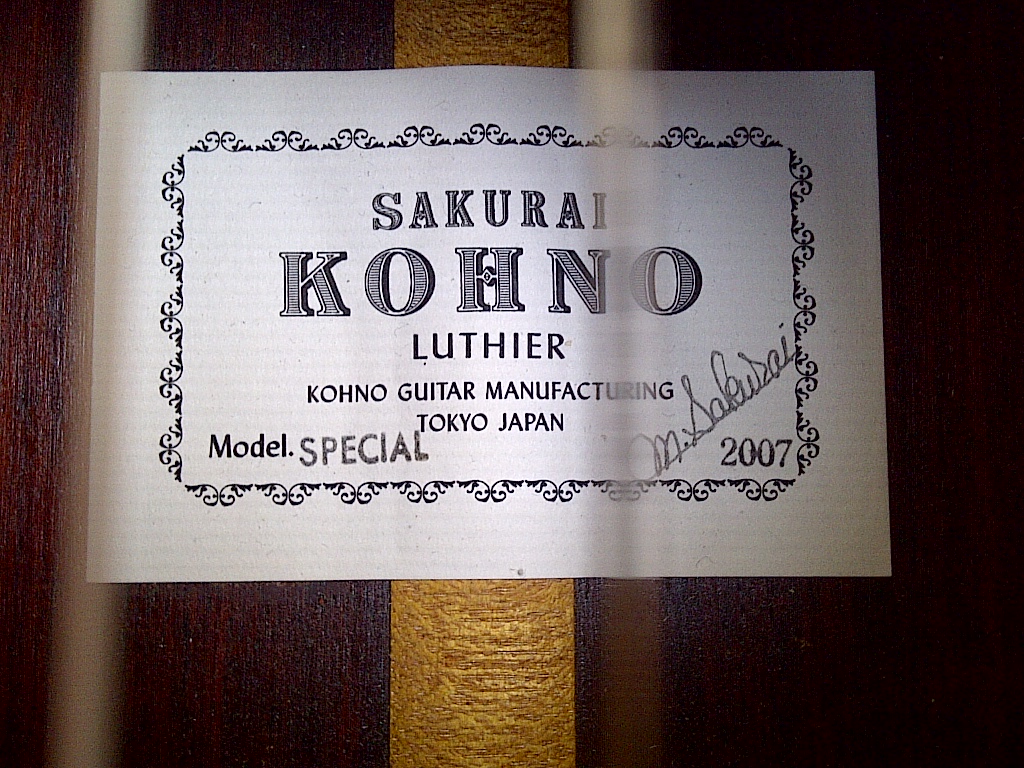 SAKURAI
KOHNO
LUTHIER
KOHNO GUITAR MANUFACTURING
TOKYO JAPAN
Model. SPECIAL
M. Sakurai
2007